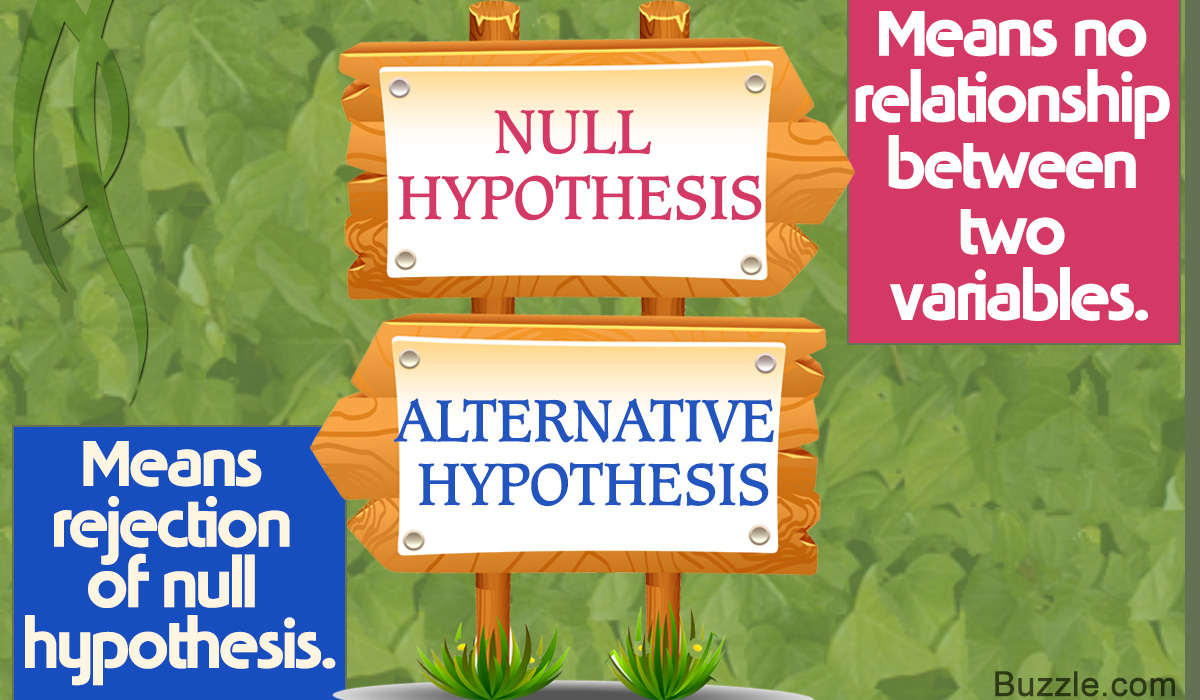 NULL
HYPOTHESIS
Means no
relationship
between
two
variables.
ALTERNATIVE
HYPOTHESIS
Means
rejection
of null
hypothesis.
Buzzle.com